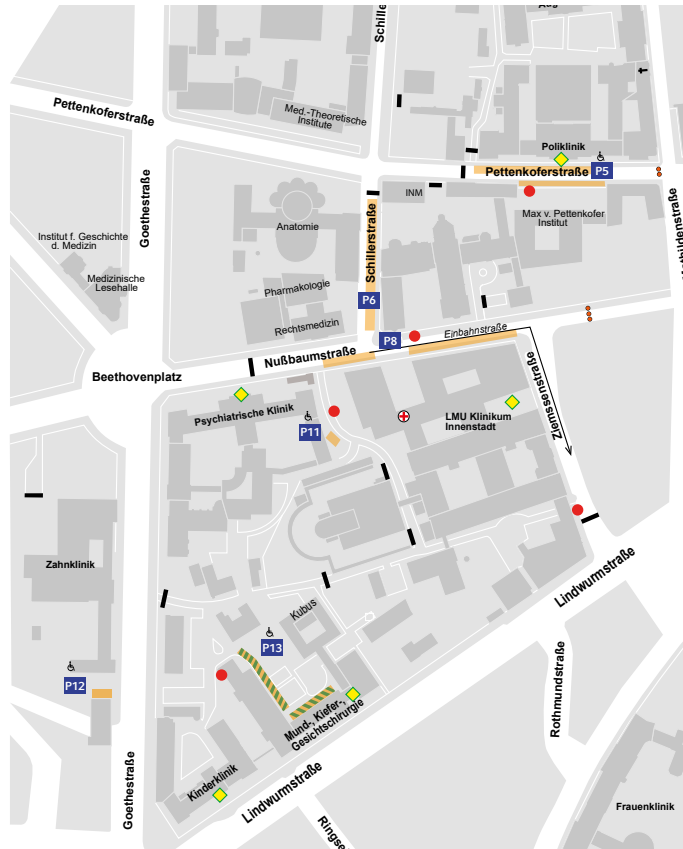 Schille
Aug
Pettenkoferstraße
Med.-Theoretische
Institute
Poliklinik
Pettenkoferstraße
P5
INM
Max v. Pettenkofer
Institut
Goethestraße
Institut f. Geschichte
d. Medizin
Medizinische
Lesehalle
Anatomie
Schillerstraße
Mathildenstraße
Pharmakologie
P6
Rechtsmedizin
P8
Einbahnstraße
Nußbaumstraße
Beethovenplatz
Psychiatrische Klinik
P11
LMU Klinikum
Innenstadt
Ziemssenstraße
Zahnklinik
Lindwurmstraße
Kubus
P13
P12
Rothmundstraße
Mund-, Kiefer-,
Gesichtschirurgie
Goethestraße
Kinderklinik
Lindwurmstraße
Ringse
Frauenklinik